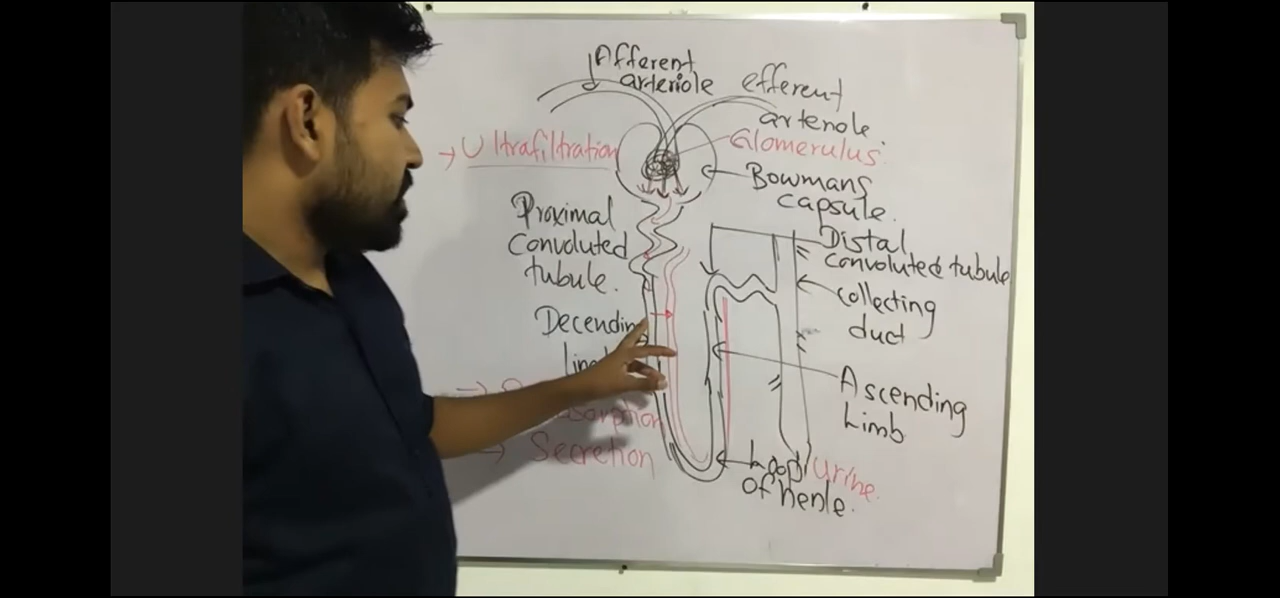 Afferent
arteriole
efferent
arteriole.
Glomerulus
→ Ultrafiltration
Bowmans
capsule.
Proximal
Convoluted
tubule.
Distal
convoluted tubule
collecting
duct
Decending
Ascending
Limb
→ Secretion
Loop
of henle.
urine.